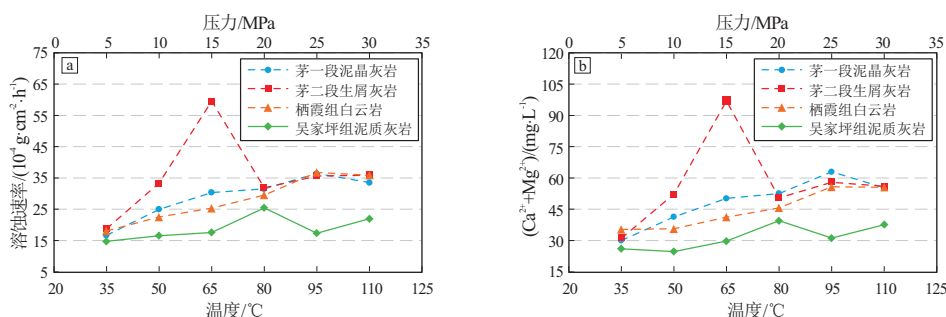 压力/MPa
0 5 10 15 20 25 30 35
75
65
55
45
35
25
15
5
溶蚀速率/(10⁻⁴ g·cm⁻²·h⁻¹)
a
茅一段泥晶灰岩
茅二段生屑灰岩
栖霞组白云岩
吴家坪组泥质灰岩
20 35 50 65 80 95 110 125
温度/℃
压力/MPa
0 5 10 15 20 25 30 35
120
105
90
75
60
45
30
15
(Ca²⁺+Mg²⁺)/(mg·L⁻¹)
b
茅一段泥晶灰岩
茅二段生屑灰岩
栖霞组白云岩
吴家坪组泥质灰岩
20 35 50 65 80 95 110 125
温度/℃